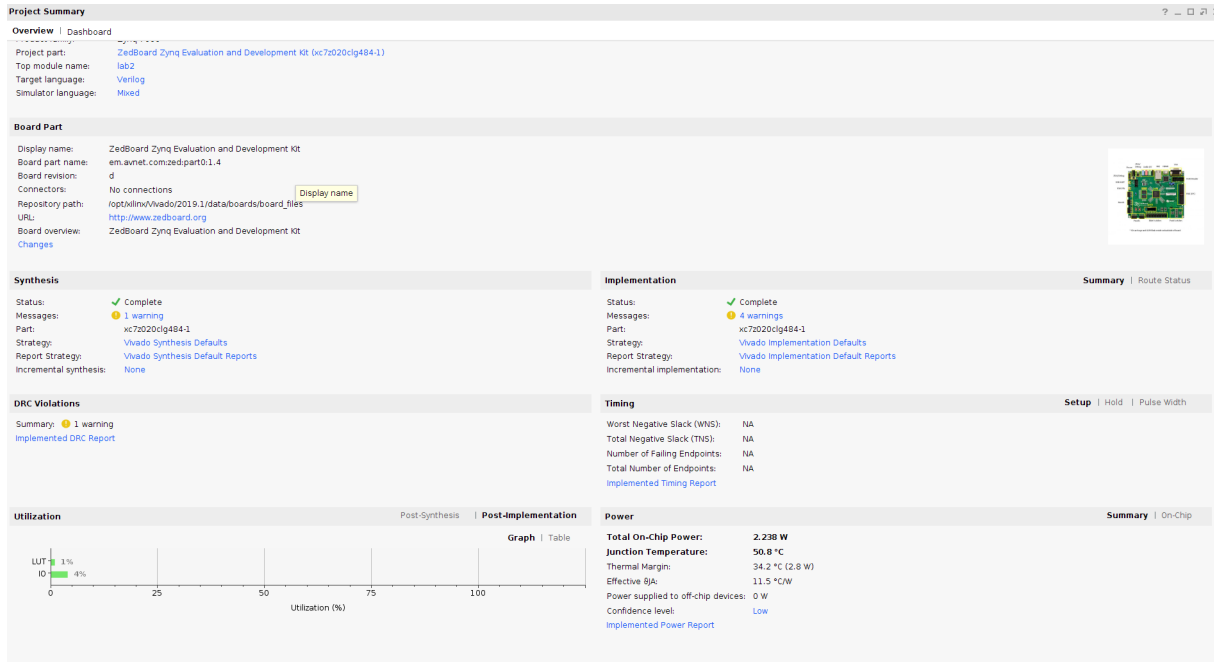 Project Summary
Overview | Dashboard
Project part: ZedBoard Zynq Evaluation and Development Kit (xc7z020clg484-1)
Top module name: lab2
Target language: Verilog
Simulator language: Mixed
Board Part
Display name: ZedBoard Zynq Evaluation and Development Kit
Board part name: em.avnet.com:zed:part0:1.4
Board revision: d
Connectors: No connections
Display name
Repository path: /opt/xilinx/Vivado/2019.1/data/boards/board_files
URL: http://www.zedboard.org
Board overview: ZedBoard Zynq Evaluation and Development Kit
Changes
Synthesis
Status: Complete
Messages: 1 warning
Part: xc7z020clg484-1
Strategy: Vivado Synthesis Defaults
Report Strategy: Vivado Synthesis Default Reports
Incremental synthesis: None
Implementation
Summary | Route Status
Status: Complete
Messages: 4 warnings
Part: xc7z020clg484-1
Strategy: Vivado Implementation Defaults
Report Strategy: Vivado Implementation Default Reports
Incremental implementation: None
DRC Violations
Summary: 1 warning
Implemented DRC Report
Timing
Setup | Hold | Pulse Width
Worst Negative Slack (WNS): NA
Total Negative Slack (TNS): NA
Number of Failing Endpoints: NA
Total Number of Endpoints: NA
Implemented Timing Report
Utilization
Post-Synthesis | Post-Implementation
Graph | Table
LUT 1%
IO 4%
0 25 50 75 100
Utilization (%)
Power
Summary | On-Chip
Total On-Chip Power: 2.238 W
Junction Temperature: 50.8 °C
Thermal Margin: 34.2 °C (2.8 W)
Effective θJA: 11.5 °C/W
Power supplied to off-chip devices: 0 W
Confidence level: Low
Implemented Power Report